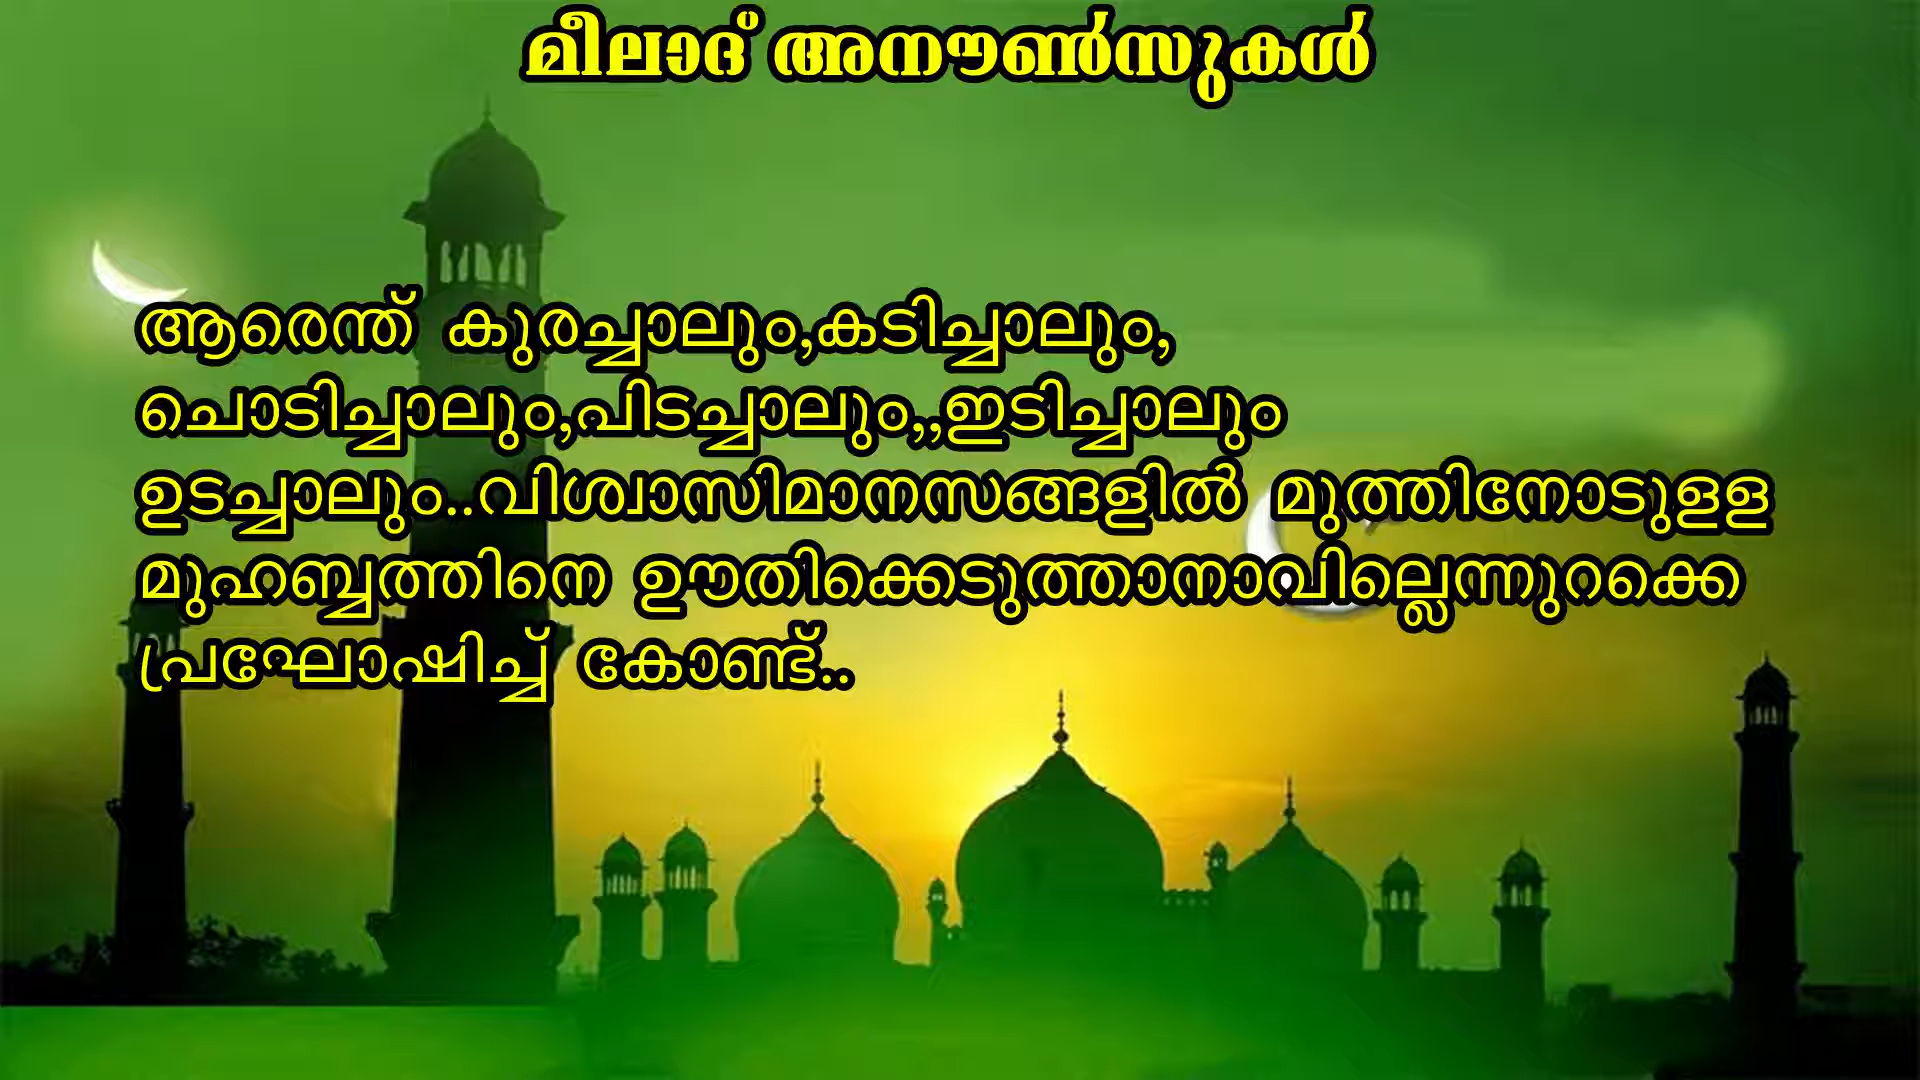 മീലാദ് അനൗൺസുകൾ
ആരെന്ത് കുരച്ചാലും,കടിച്ചാലും,
ചൊടിച്ചാലും,പിടച്ചാലും,,ഇടിച്ചാലും
ഉടച്ചാലും..വിശ്വാസിമാനസങ്ങളിൽ മുത്തിനോടുളള
മുഹബ്ബത്തിനെ ഊതിക്കെടുത്താനാവില്ലെന്നുറക്കെ
പ്രഘോഷിച്ച് കോണ്ട്..